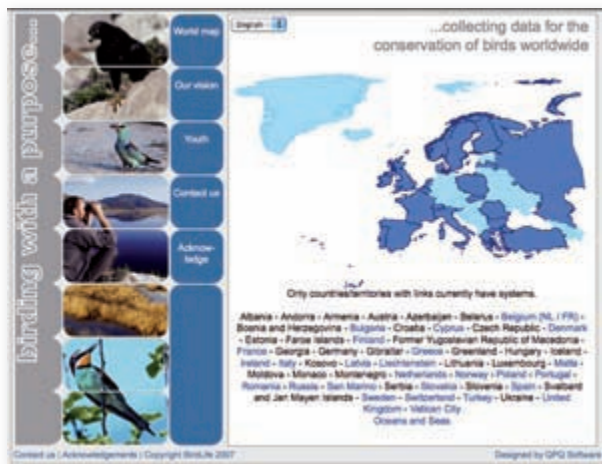 birding with a purpose...
World map
Our vision
Youth
Contact us
Acknow-
ledge
English
...collecting data for the
conservation of birds worldwide
Only countries/territories with links currently have systems.
Albania - Andorra - Armenia - Austria - Azerbaijan - Belarus - Belgium (NL / FR) -
Bosnia and Herzegovina - Bulgaria - Croatia - Cyprus - Czech Republic - Denmark
- Estonia - Faroe Islands - Finland - Former Yugoslavian Republic of Macedonia -
France - Georgia - Germany - Gibraltar - Greece - Greenland - Hungary - Iceland -
Ireland - Italy - Kosovo - Latvia - Liechtenstein - Lithuania - Luxembourg - Malta -
Moldova - Monaco - Montenegro - Netherlands - Norway - Poland - Portugal -
Romania - Russia - San Marino - Serbia - Slovakia - Slovenia - Spain - Svalbard
and Jan Mayen Islands - Sweden - Switzerland - Turkey - Ukraine - United
Kingdom - Vatican City
Oceans and Seas
Contact us | Acknowledgements | Copyright BirdLife 2007
Designed by QPQ Software